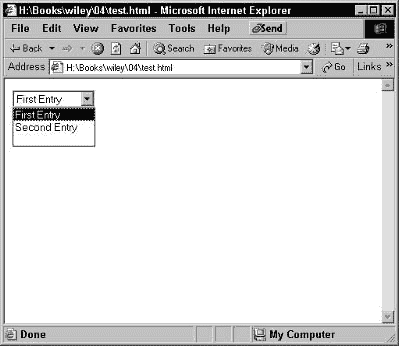 H:\Books\wiley\04\test.html - Microsoft Internet Explorer
File Edit View Favorites Tools Help Send
Back Search Favorites Media »
Address H:\Books\wiley\04\test.html Go Links »
First Entry
First Entry
Second Entry
Done My Computer